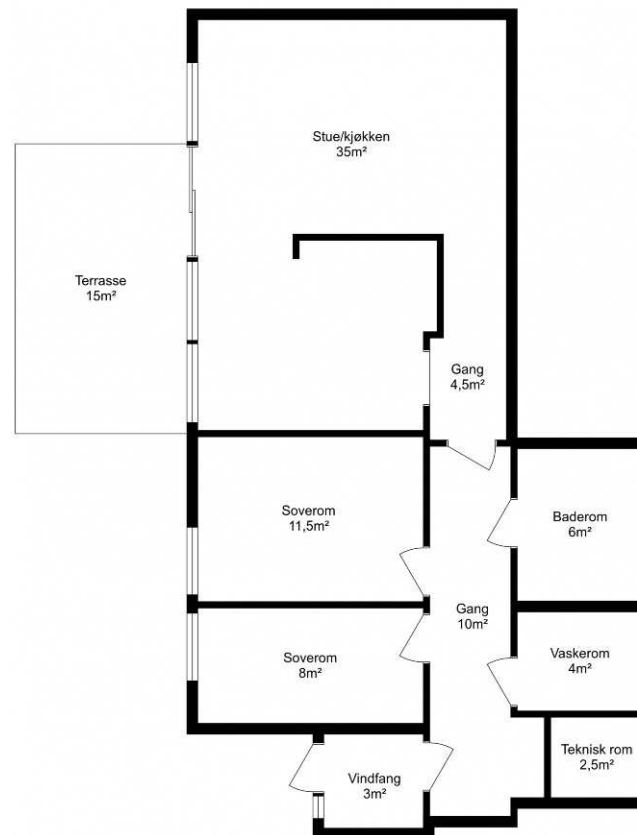 Stue/kjøkken
35m²
Terrasse
15m²
Gang
4,5m²
Soverom
11,5m²
Baderom
6m²
Gang
10m²
Soverom
8m²
Vaskerom
4m²
Teknisk rom
2,5m²
Vindfang
3m²